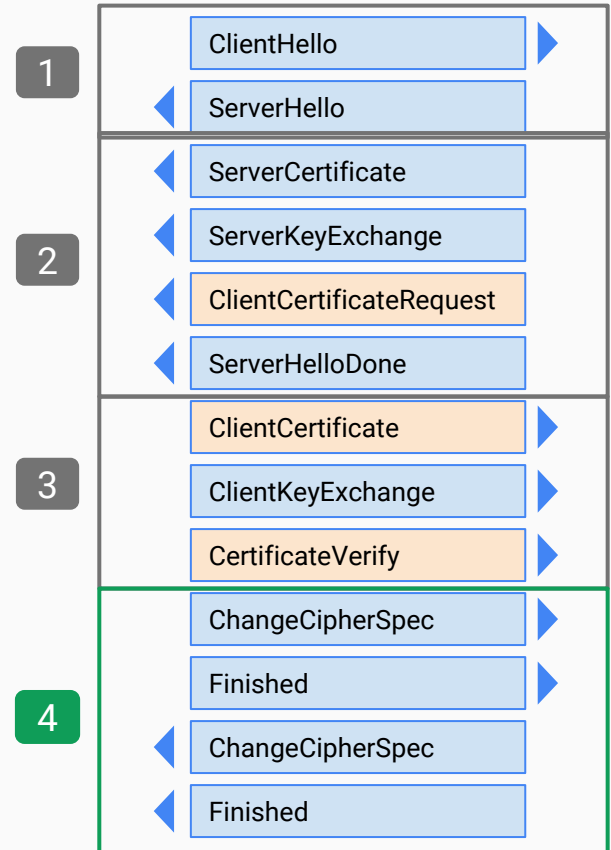 1
ClientHello
ServerHello
2
ServerCertificate
ServerKeyExchange
ClientCertificateRequest
ServerHelloDone
3
ClientCertificate
ClientKeyExchange
CertificateVerify
4
ChangeCipherSpec
Finished
ChangeCipherSpec
Finished